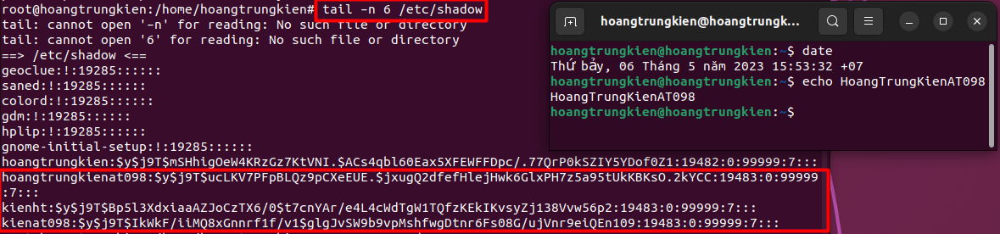 root@hoangtrungkien:/home/hoangtrungkien# tail –n 6 /etc/shadow
tail: cannot open '–n' for reading: No such file or directory
tail: cannot open '6' for reading: No such file or directory
==> /etc/shadow <==
geoclue:!:19285::::::
saned:!:19285::::::
colord:!:19285::::::
gdm:!:19285::::::
hplip:!:19285::::::
gnome-initial-setup:!:19285::::::
hoangtrungkien:$y$j9T$mSHhigOeW4KRzGz7KtVNI.$ACs4qbl60Eax5XFEWFFDpc/.77QrP0kSZIY5YDof0Z1:19482:0:99999:7:::
hoangtrungkienat098:$y$j9T$ucLKV7PFpBLQz9pCXeEUE.$jxugQ2dfefHlejHwk6GlxPH7z5a95tUkKBKsO.2kYCC:19483:0:99999
:7:::
kienht:$y$j9T$Bp5l3XdxiaaAZJoCzTX6/0$t7cnYAr/e4L4cWdTgW1TQfzKEkIKvsyZj138Vvw56p2:19483:0:99999:7:::
kienat098:$y$j9T$IkWkF/iiMQ8xGnnrf1f/v1$glgJvSW9b9vpMshfwgDtnr6Fs08G/ujVnr9eiQEn109:19483:0:99999:7:::
hoangtrungkien@hoangtrungk...
hoangtrungkien@hoangtrungkien:~$ date
Thứ bảy, 06 Tháng 5 năm 2023 15:53:32 +07
hoangtrungkien@hoangtrungkien:~$ echo HoangTrungKienAT098
HoangTrungKienAT098
hoangtrungkien@hoangtrungkien:~$